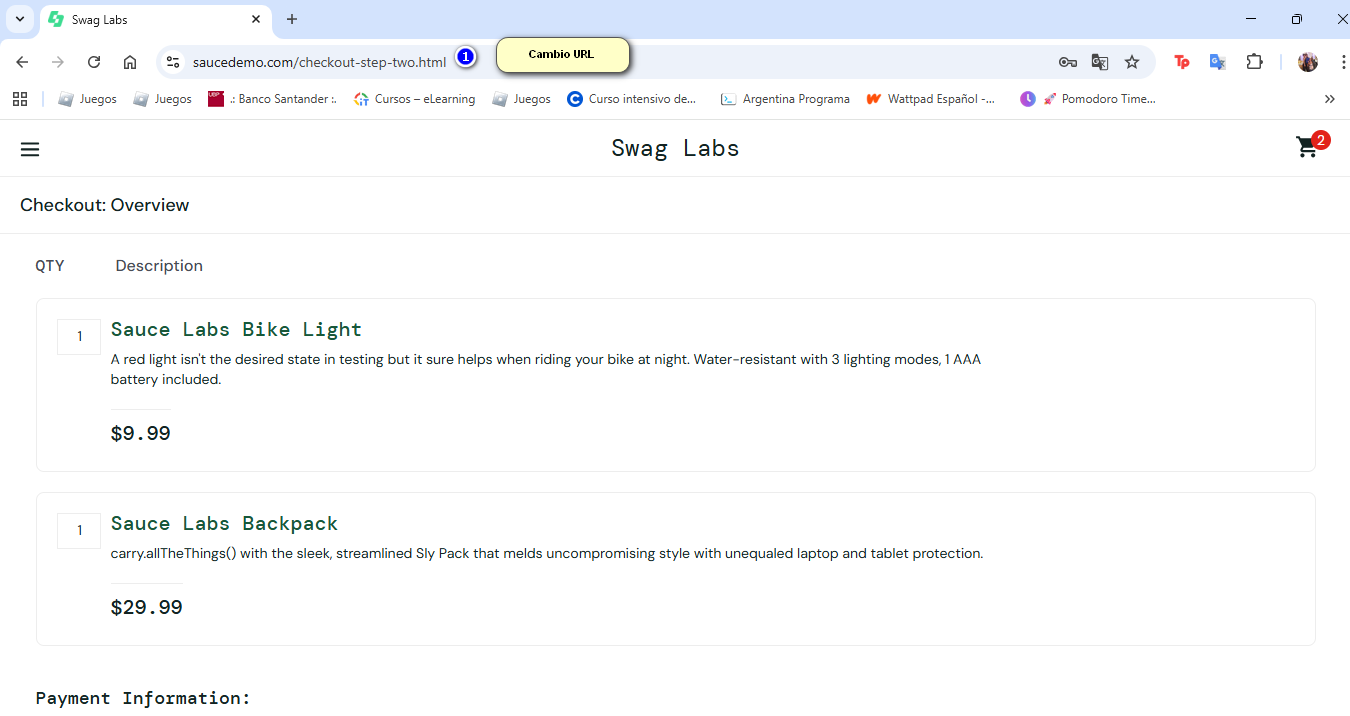 Swag Labs
saucedemo.com/checkout-step-two.html
1
Cambio URL
Tp
Juegos
Juegos
UBP
.: Banco Santander :.
Cursos – eLearning
Juegos
Curso intensivo de...
Argentina Programa
Wattpad Español -...
Pomodoro Time...
Swag Labs
2
Checkout: Overview
QTY
Description
1
Sauce Labs Bike Light
A red light isn't the desired state in testing but it sure helps when riding your bike at night. Water-resistant with 3 lighting modes, 1 AAA
battery included.
$9.99
1
Sauce Labs Backpack
carry.allTheThings() with the sleek, streamlined Sly Pack that melds uncompromising style with unequaled laptop and tablet protection.
$29.99
Payment Information: